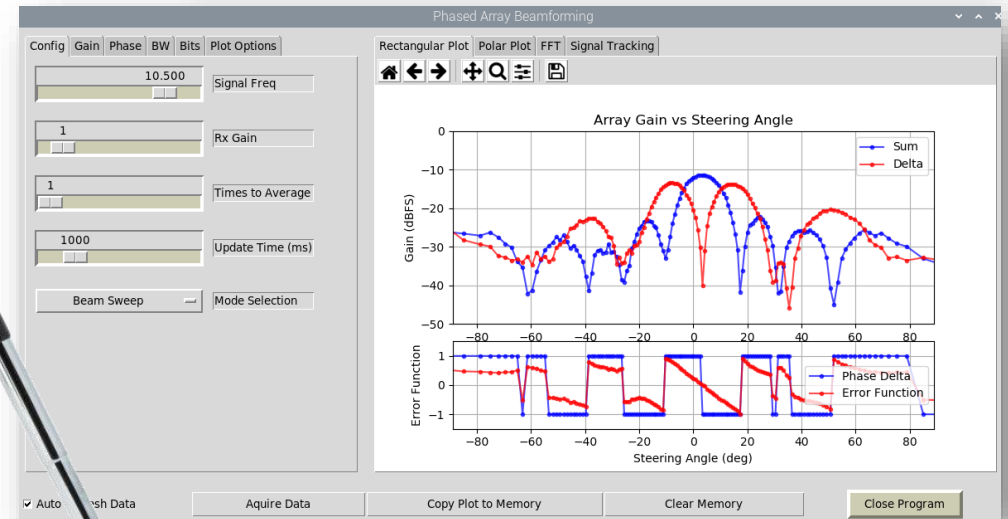 Phased Array Beamforming
Config Gain Phase BW Bits Plot Options
10.500
Signal Freq
1
Rx Gain
1
Times to Average
1000
Update Time (ms)
Beam Sweep
Mode Selection
Rectangular Plot Polar Plot FFT Signal Tracking
Array Gain vs Steering Angle
Sum
Delta
Gain (dBFS)
0
−10
−20
−30
−40
−50
−80 −60 −40 −20 0 20 40 60 80
Error Function
1
0
−1
Phase Delta
Error Function
−80 −60 −40 −20 0 20 40 60 80
Steering Angle (deg)
Auto Data
Aquire Data
Copy Plot to Memory
Clear Memory
Close Program